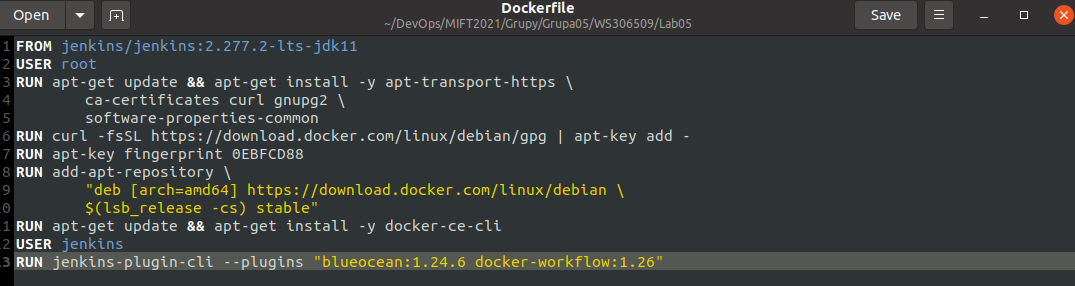 Open
Dockerfile
~/DevOps/MIFT2021/Grupy/Grupa05/WS306509/Lab05
Save
1 FROM jenkins/jenkins:2.277.2-lts-jdk11
2 USER root
3 RUN apt-get update && apt-get install -y apt-transport-https \
4 ca-certificates curl gnupg2 \
5 software-properties-common
6 RUN curl -fsSL https://download.docker.com/linux/debian/gpg | apt-key add -
7 RUN apt-key fingerprint 0EBFCD88
8 RUN add-apt-repository \
9 "deb [arch=amd64] https://download.docker.com/linux/debian \
10 $(lsb_release -cs) stable"
11 RUN apt-get update && apt-get install -y docker-ce-cli
12 USER jenkins
13 RUN jenkins-plugin-cli --plugins "blueocean:1.24.6 docker-workflow:1.26"